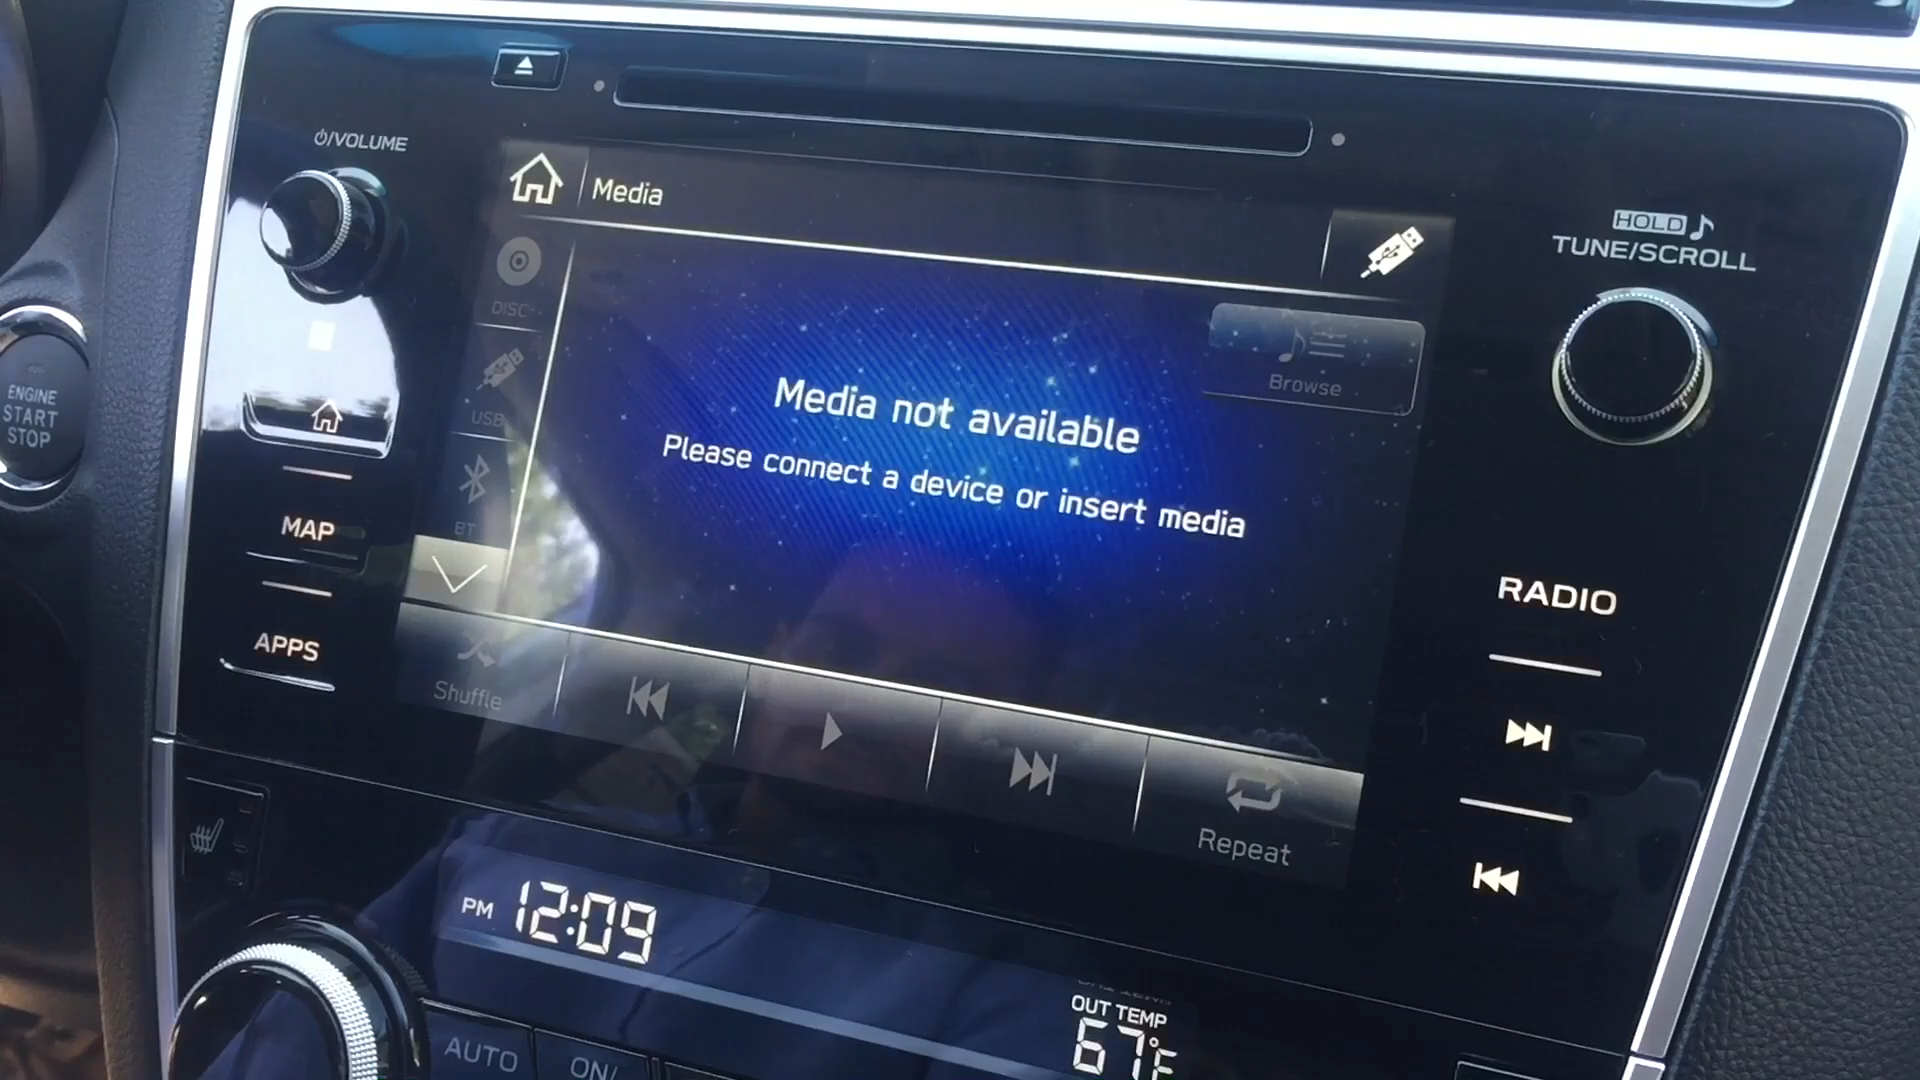 ⏻/VOLUME
Media
HOLD
TUNE/SCROLL
DISC
USB
BT
Browse
Media not available
Please connect a device or insert media
ENGINE
START
STOP
MAP
APPS
RADIO
Shuffle
Repeat
PM 12:09
OUT TEMP
67°F
AUTO
ON/